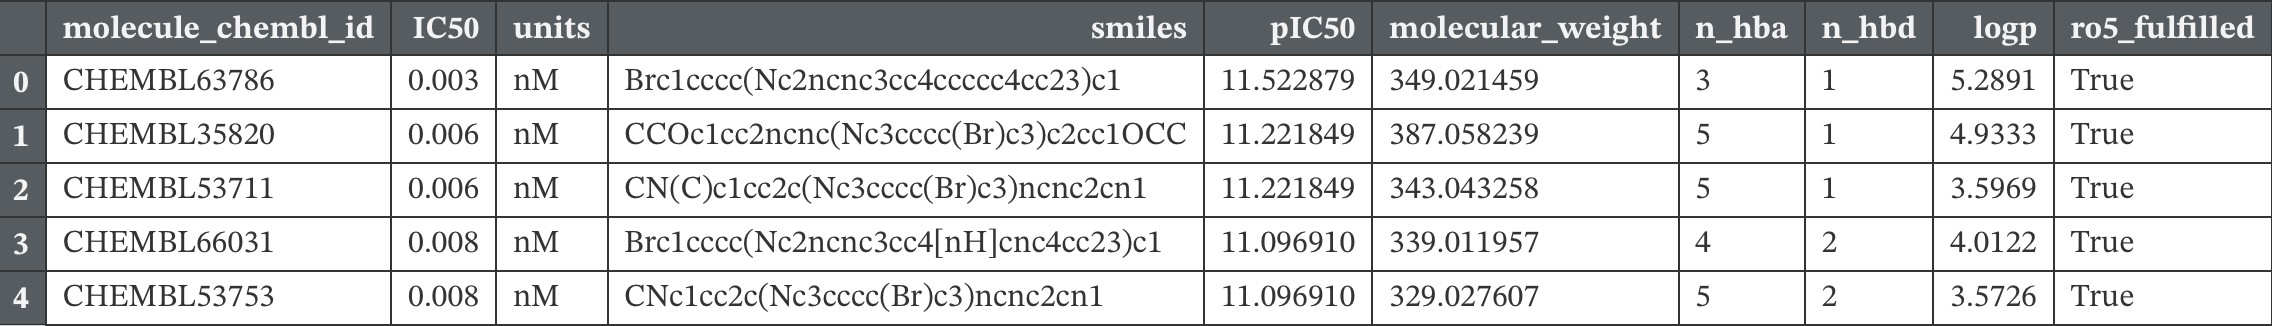 molecule_chembl_id IC50 units smiles pIC50 molecular_weight n_hba n_hbd logp ro5_fulfilled
0 CHEMBL63786 0.003 nM Brc1cccc(Nc2ncnc3cc4ccccc4cc23)c1 11.522879 349.021459 3 1 5.2891 True
1 CHEMBL35820 0.006 nM CCOc1cc2ncnc(Nc3cccc(Br)c3)c2cc1OCC 11.221849 387.058239 5 1 4.9333 True
2 CHEMBL53711 0.006 nM CN(C)c1cc2c(Nc3cccc(Br)c3)ncnc2cn1 11.221849 343.043258 5 1 3.5969 True
3 CHEMBL66031 0.008 nM Brc1cccc(Nc2ncnc3cc4[nH]cnc4cc23)c1 11.096910 339.011957 4 2 4.0122 True
4 CHEMBL53753 0.008 nM CNc1cc2c(Nc3cccc(Br)c3)ncnc2cn1 11.096910 329.027607 5 2 3.5726 True